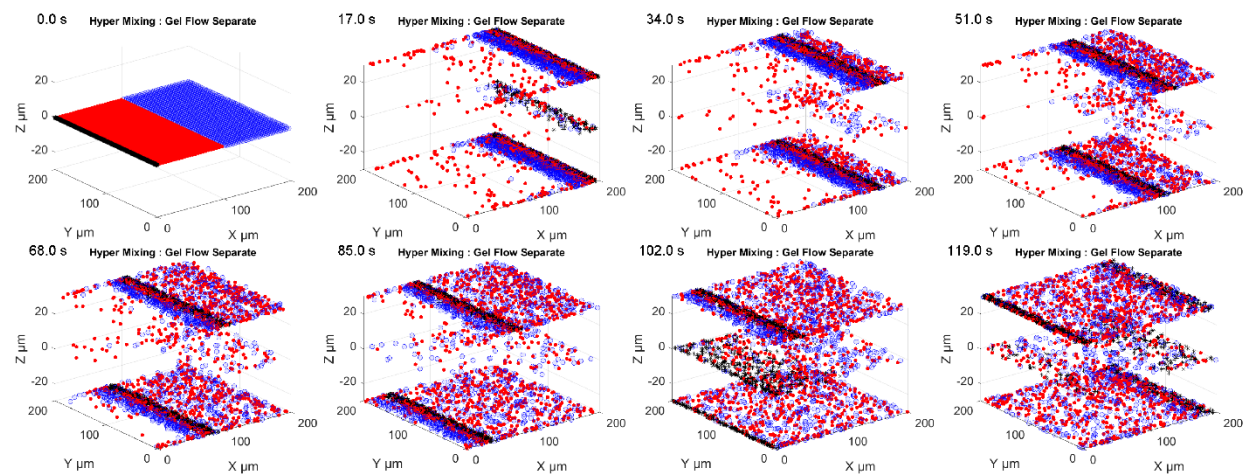 0.0 s Hyper Mixing : Gel Flow Separate
20
0
-20
Z µm
200
100
0
Y µm
0
100
200
X µm
17.0 s Hyper Mixing : Gel Flow Separate
20
0
-20
Z µm
200
100
0
Y µm
0
100
200
X µm
34.0 s Hyper Mixing : Gel Flow Separate
20
0
-20
Z µm
200
100
0
Y µm
0
100
200
X µm
51.0 s Hyper Mixing : Gel Flow Separate
20
0
-20
Z µm
200
100
0
Y µm
0
100
200
X µm
68.0 s Hyper Mixing : Gel Flow Separate
20
0
-20
Z µm
200
100
0
Y µm
0
100
200
X µm
85.0 s Hyper Mixing : Gel Flow Separate
20
0
-20
Z µm
200
100
0
Y µm
0
100
200
X µm
102.0 s Hyper Mixing : Gel Flow Separate
20
0
-20
Z µm
200
100
0
Y µm
0
100
200
X µm
119.0 s Hyper Mixing : Gel Flow Separate
20
0
-20
Z µm
200
100
0
Y µm
0
100
200
X µm